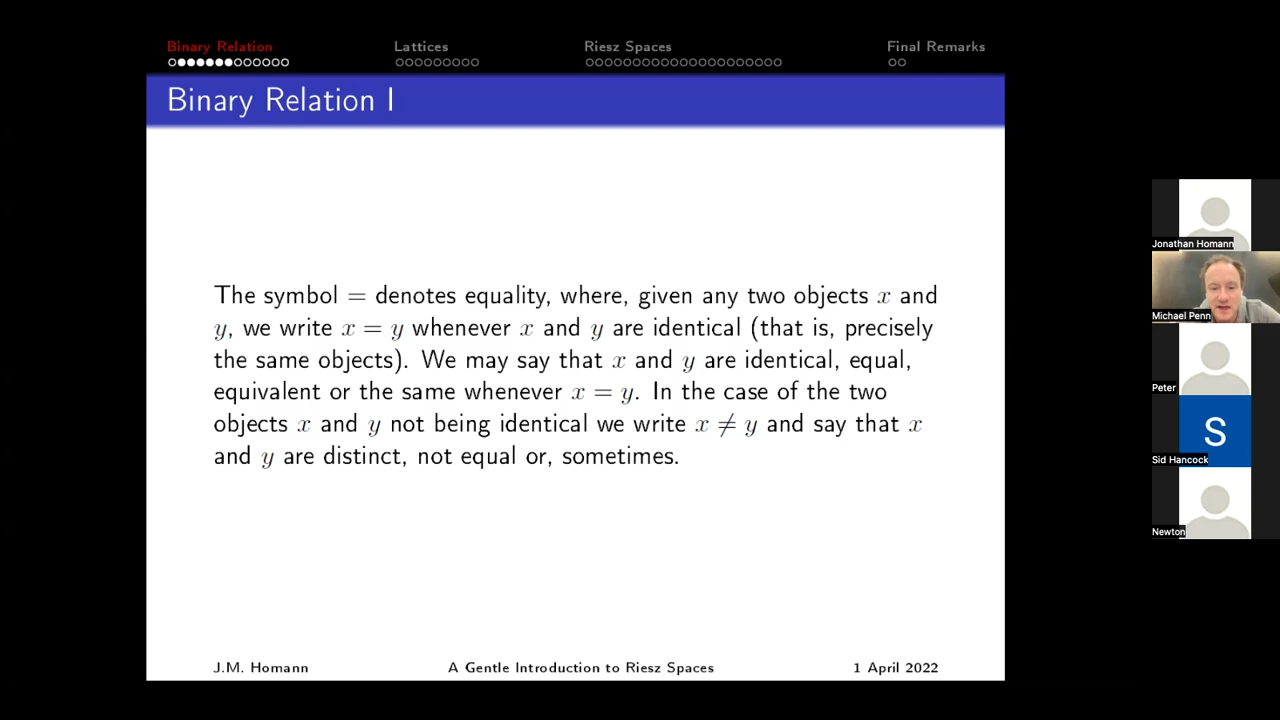 Binary Relation
Lattices
Riesz Spaces
Final Remarks
Binary Relation I
The symbol = denotes equality, where, given any two objects x and
y, we write x = y whenever x and y are identical (that is, precisely
the same objects). We may say that x and y are identical, equal,
equivalent or the same whenever x = y. In the case of the two
objects x and y not being identical we write x ≠ y and say that x
and y are distinct, not equal or, sometimes.
J.M. Homann
A Gentle Introduction to Riesz Spaces
1 April 2022
Jonathan Homann
Michael Penn
Peter
S
Sid Hancock
Newton